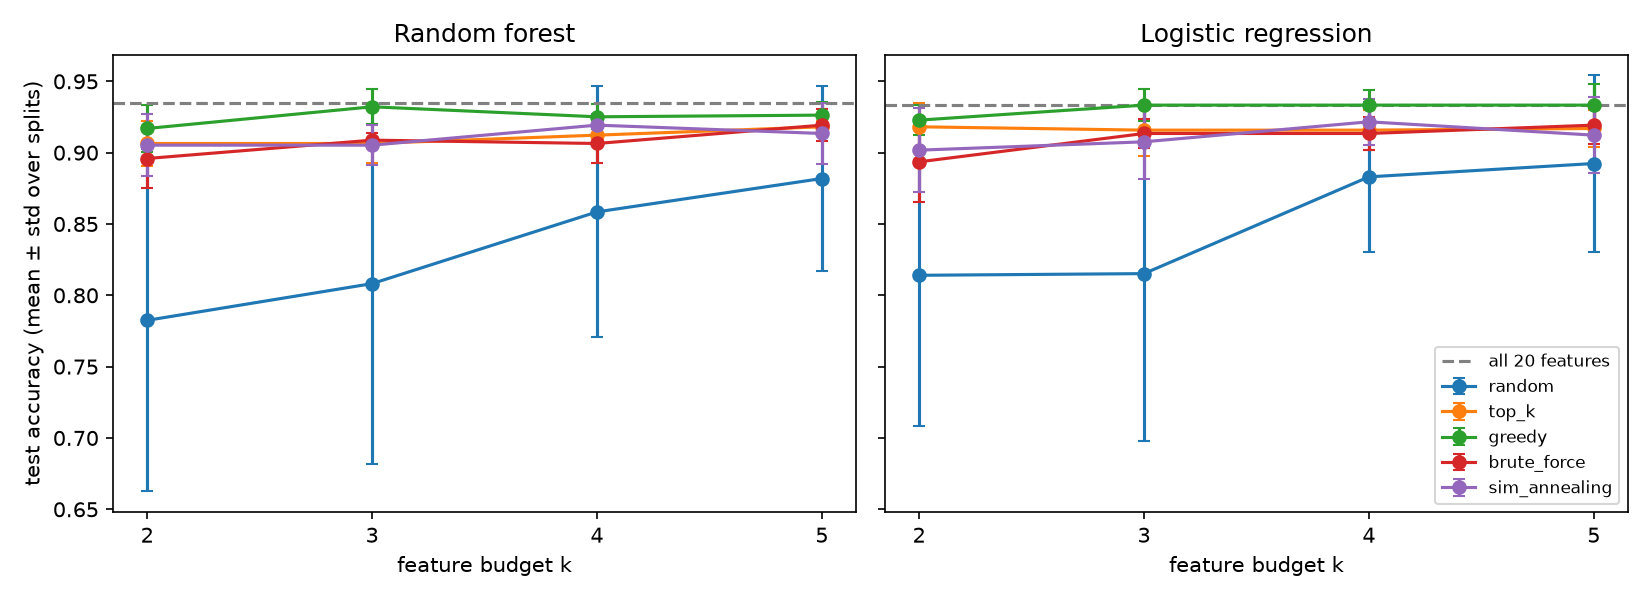 Random forest
Logistic regression
test accuracy (mean ± std over splits)
0.95
0.90
0.85
0.80
0.75
0.70
0.65
2 3 4 5
feature budget k
2 3 4 5
feature budget k
all 20 features
random
top_k
greedy
brute_force
sim_annealing